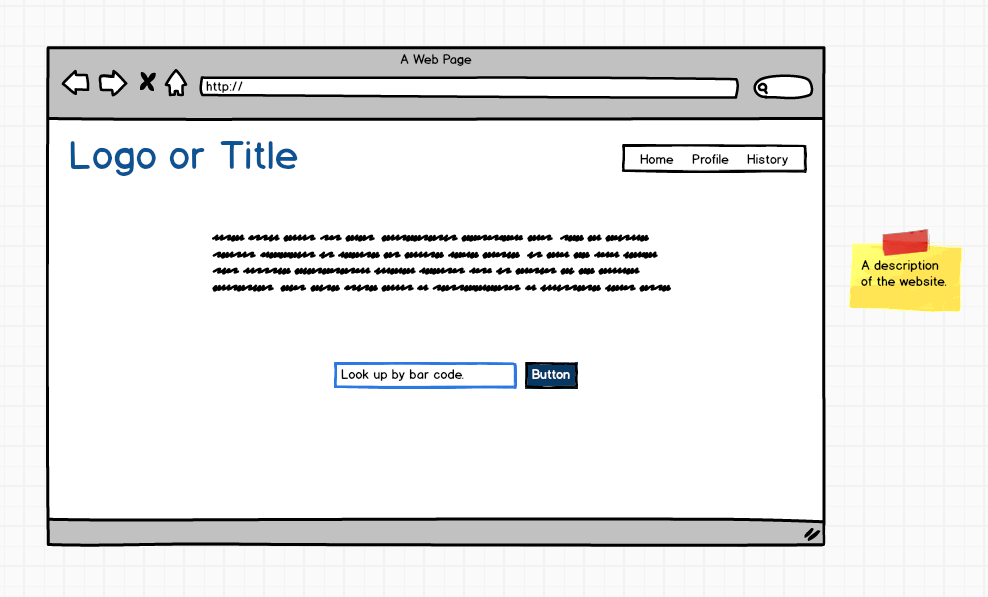 A Web Page
http://
Logo or Title
Home Profile History
A description
of the website.
Look up by bar code.
Button